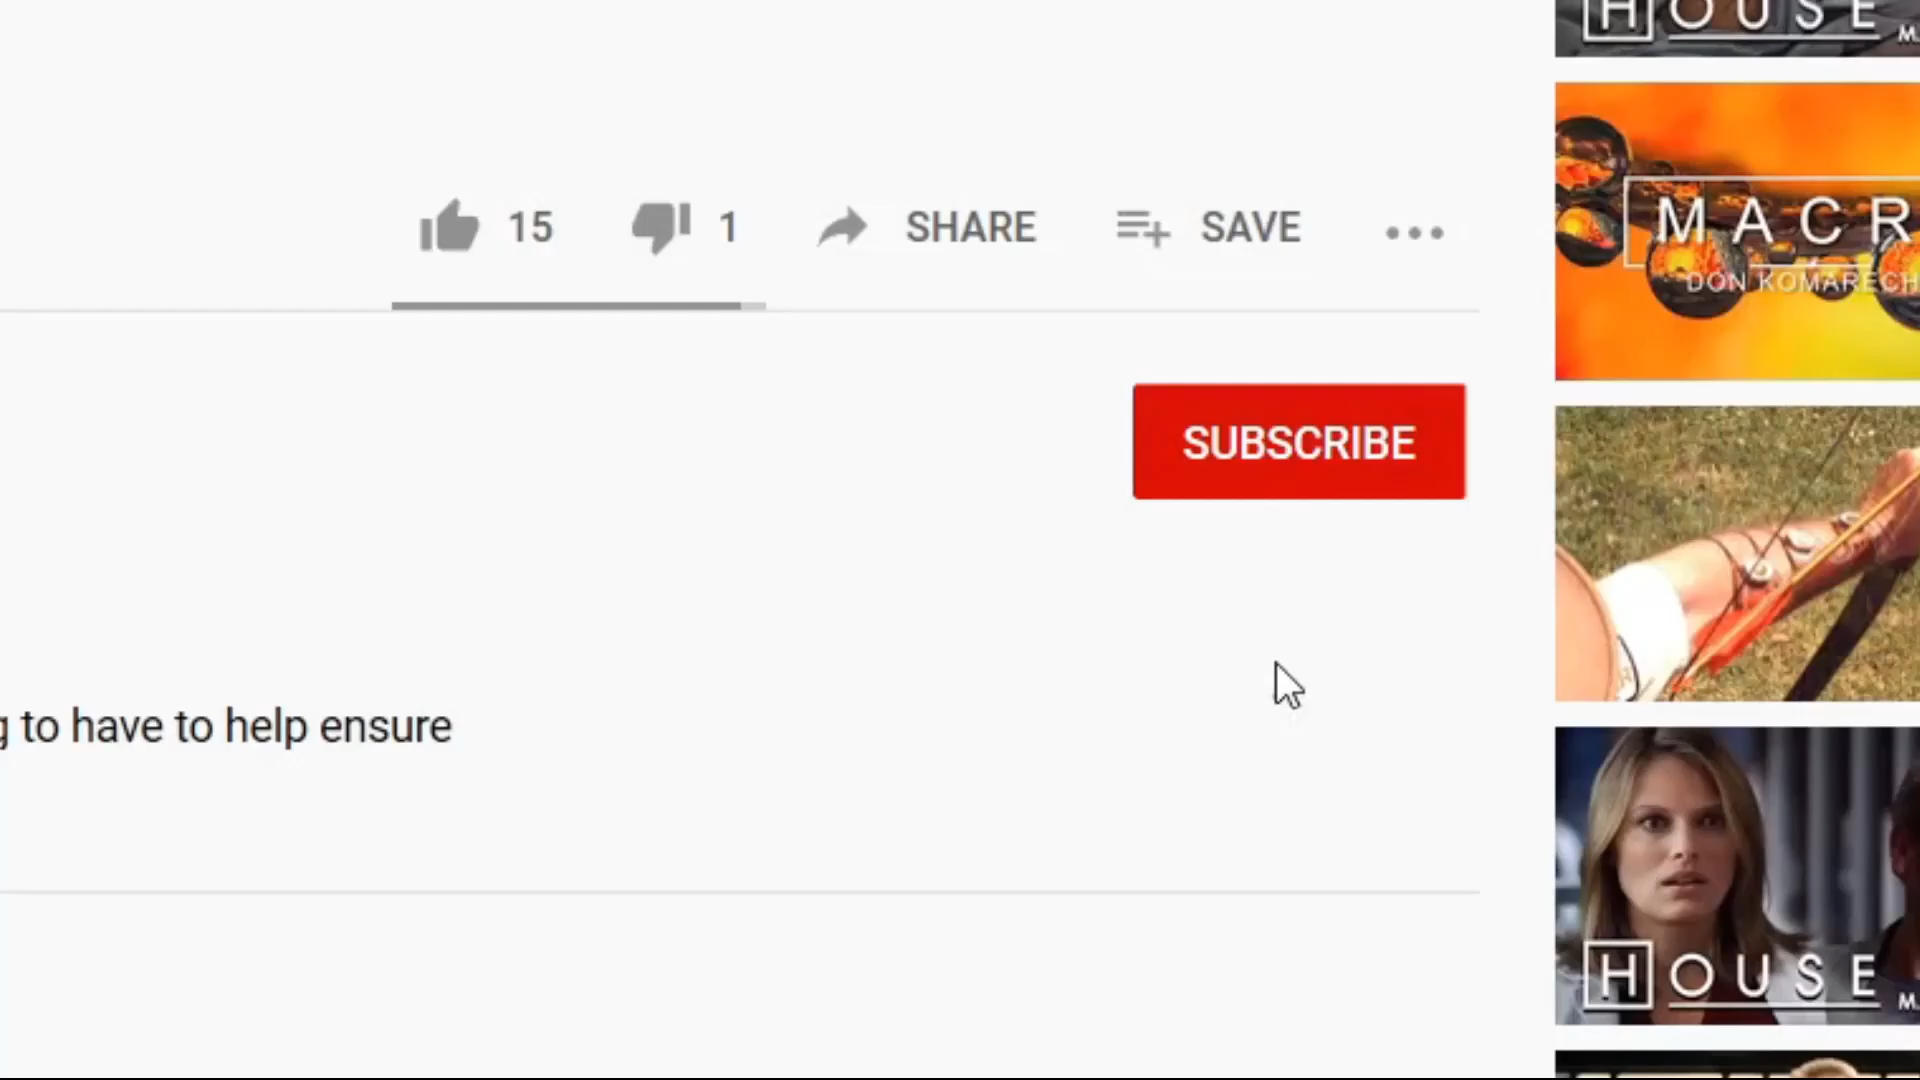 HOUSE M.
15 1 SHARE SAVE
MACR
DON KOMARECH
SUBSCRIBE
g to have to help ensure
HOUSE M.